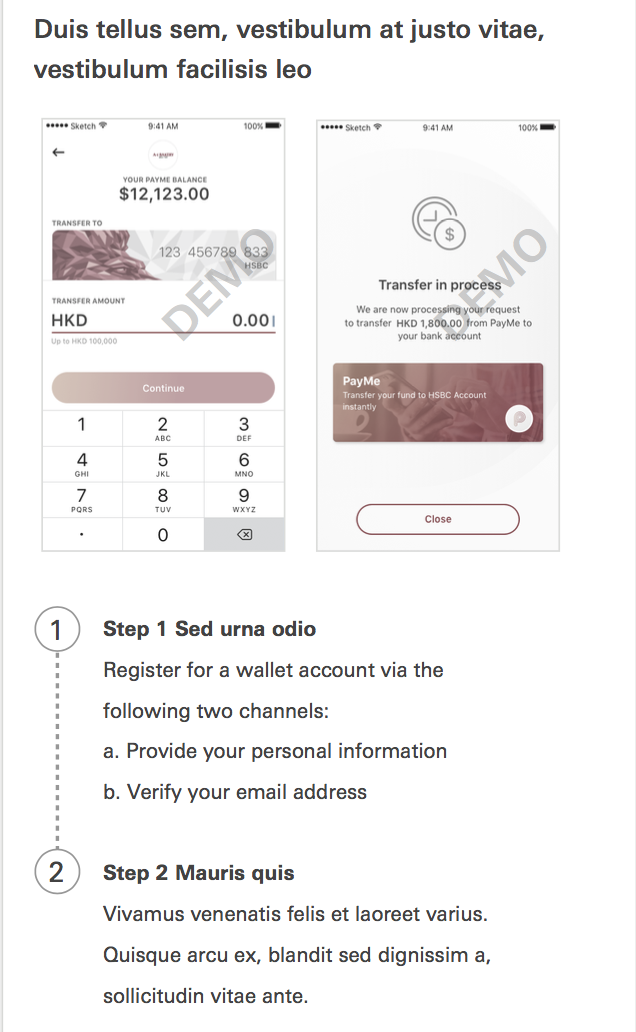 Duis tellus sem, vestibulum at justo vitae,
vestibulum facilisis leo
Sketch 9:41 AM 100%
YOUR PAYME BALANCE
$12,123.00
TRANSFER TO
123 456789 833
HSBC
TRANSFER AMOUNT
HKD 0.00
Up to HKD 100,000
DEMO
Continue
1 2 3
ABC DEF
4 5 6
GHI JKL MNO
7 8 9
PQRS TUV WXYZ
. 0
Sketch 9:41 AM 100%
$
Transfer in process
We are now processing your request
to transfer HKD 1,800.00 from PayMe to
your bank account
DEMO
PayMe
Transfer your fund to HSBC Account
instantly
P
Close
1
Step 1 Sed urna odio
Register for a wallet account via the
following two channels:
a. Provide your personal information
b. Verify your email address
2
Step 2 Mauris quis
Vivamus venenatis felis et laoreet varius.
Quisque arcu ex, blandit sed dignissim a,
sollicitudin vitae ante.